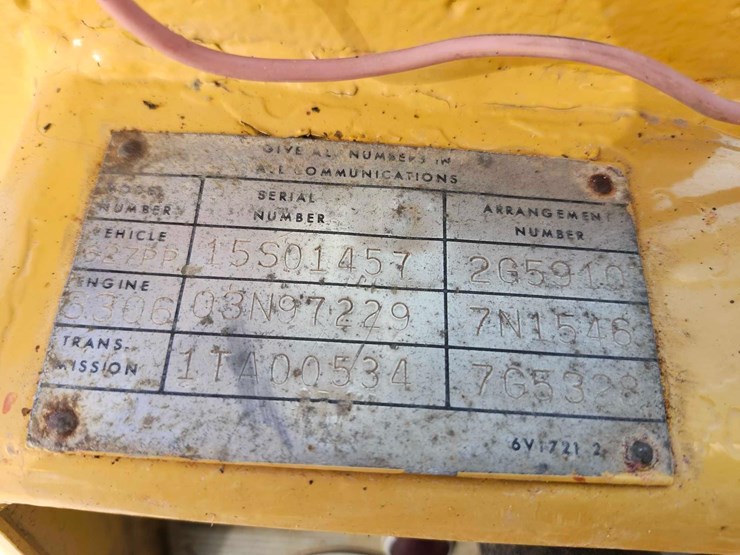 GIVE ALL NUMBERS IN
ALL COMMUNICATIONS
MODEL NUMBER SERIAL NUMBER ARRANGEMENT NUMBER
VEHICLE 627PP 15S01457 2G5910
ENGINE 3306 03N97229 7N1546
TRANS-
MISSION 1TA00534
6V1721 2